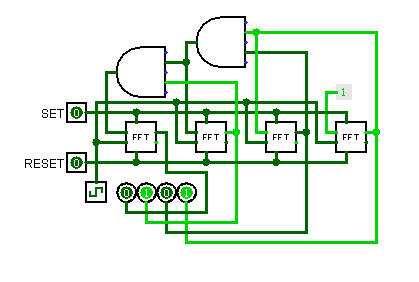 1
SET 0
FFT FFT FFT FFT
RESET 0
0 1 0 1